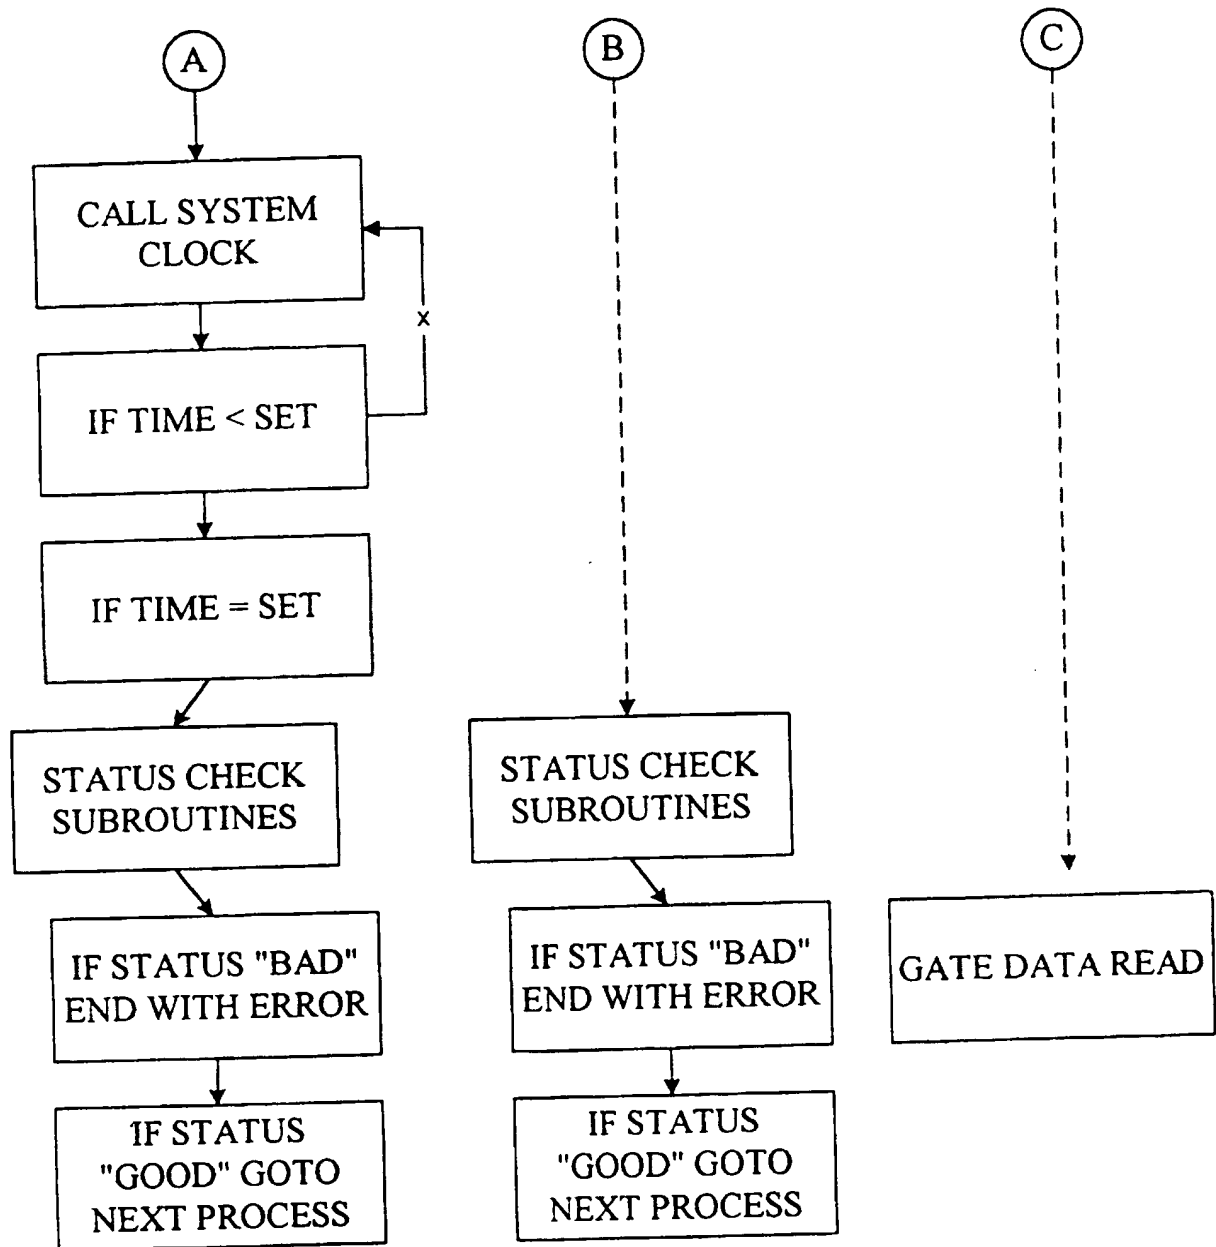 A
CALL SYSTEM
CLOCK
x
IF TIME < SET
IF TIME = SET
STATUS CHECK
SUBROUTINES
IF STATUS "BAD"
END WITH ERROR
IF STATUS
"GOOD" GOTO
NEXT PROCESS
B
STATUS CHECK
SUBROUTINES
IF STATUS "BAD"
END WITH ERROR
IF STATUS
"GOOD" GOTO
NEXT PROCESS
C
GATE DATA READ